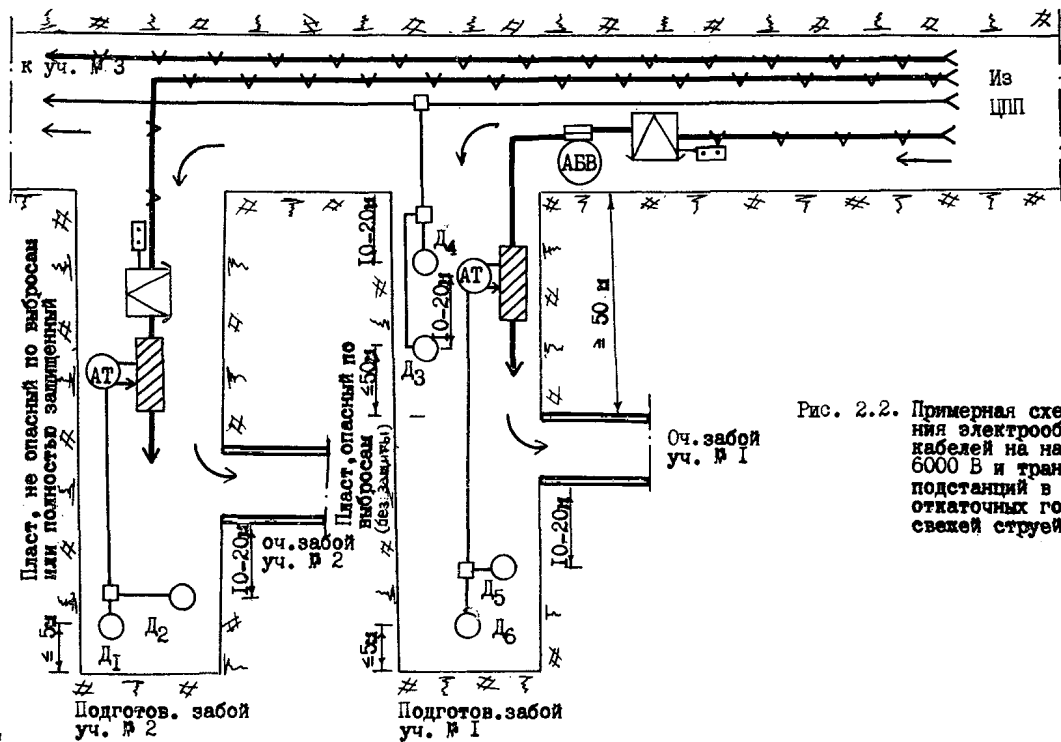 к уч. № 3
Из
ЦПП
АБВ
Пласт, не опасный по выбросам
или полностью защищенный
10-20м
Д4
АТ
10-20м
Д3
≤50м
≃ 50 м
АТ
Пласт, опасный по
выбросам
(без защиты)
Оч.забой
уч. № 1
оч.забой
уч. № 2
10-20м
10-20м
Д5
Д6
Д2
Д1
≤ 5м
≤5м
Подготов. забой
уч. № 2
Подготов.забой
уч. № 1
Рис. 2.2. Примерная схе
ния электрооб
кабелей на на
6000 В и тран
подстанций в
откаточных го
свежей струей